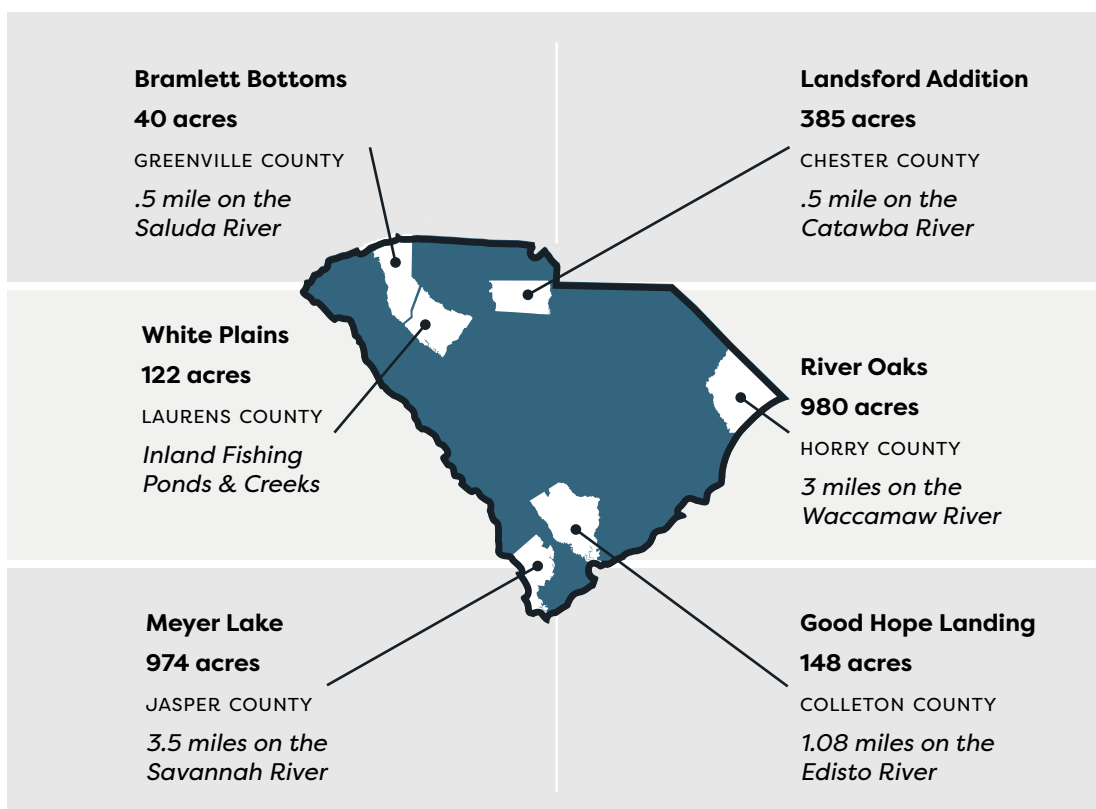 Bramlett Bottoms
40 acres
GREENVILLE COUNTY
.5 mile on the
Saluda River
Landsford Addition
385 acres
CHESTER COUNTY
.5 mile on the
Catawba River
White Plains
122 acres
LAURENS COUNTY
Inland Fishing
Ponds & Creeks
River Oaks
980 acres
HORRY COUNTY
3 miles on the
Waccamaw River
Meyer Lake
974 acres
JASPER COUNTY
3.5 miles on the
Savannah River
Good Hope Landing
148 acres
COLLETON COUNTY
1.08 miles on the
Edisto River